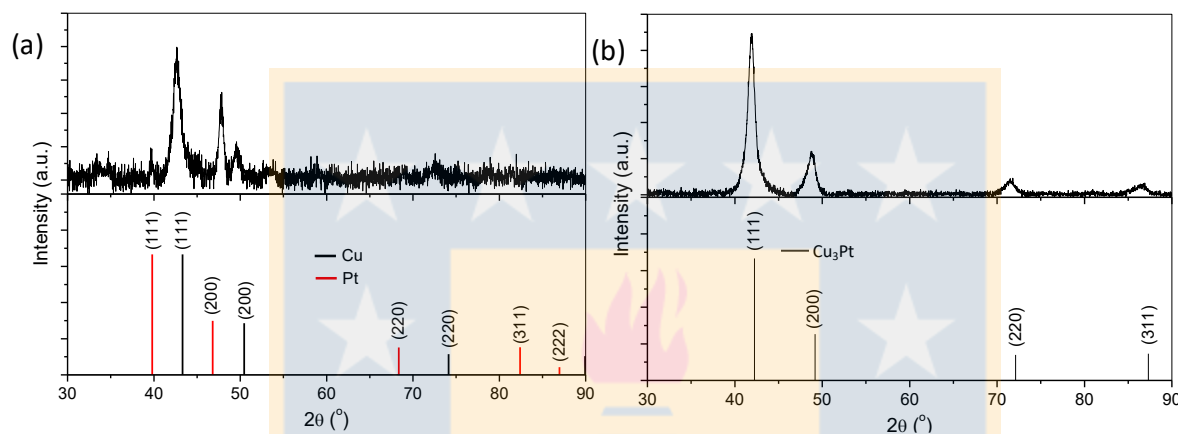 (a)
Intensity (a.u.)
(111)
(111)
(200)
(200)
(220)
(220)
(311)
(222)
Cu
Pt
30 40 50 60 70 80 90
2θ (°)
(b)
Intensity (a.u.)
(111)
(200)
(220)
(311)
Cu₃Pt
30 40 50 60 70 80 90
2θ (°)